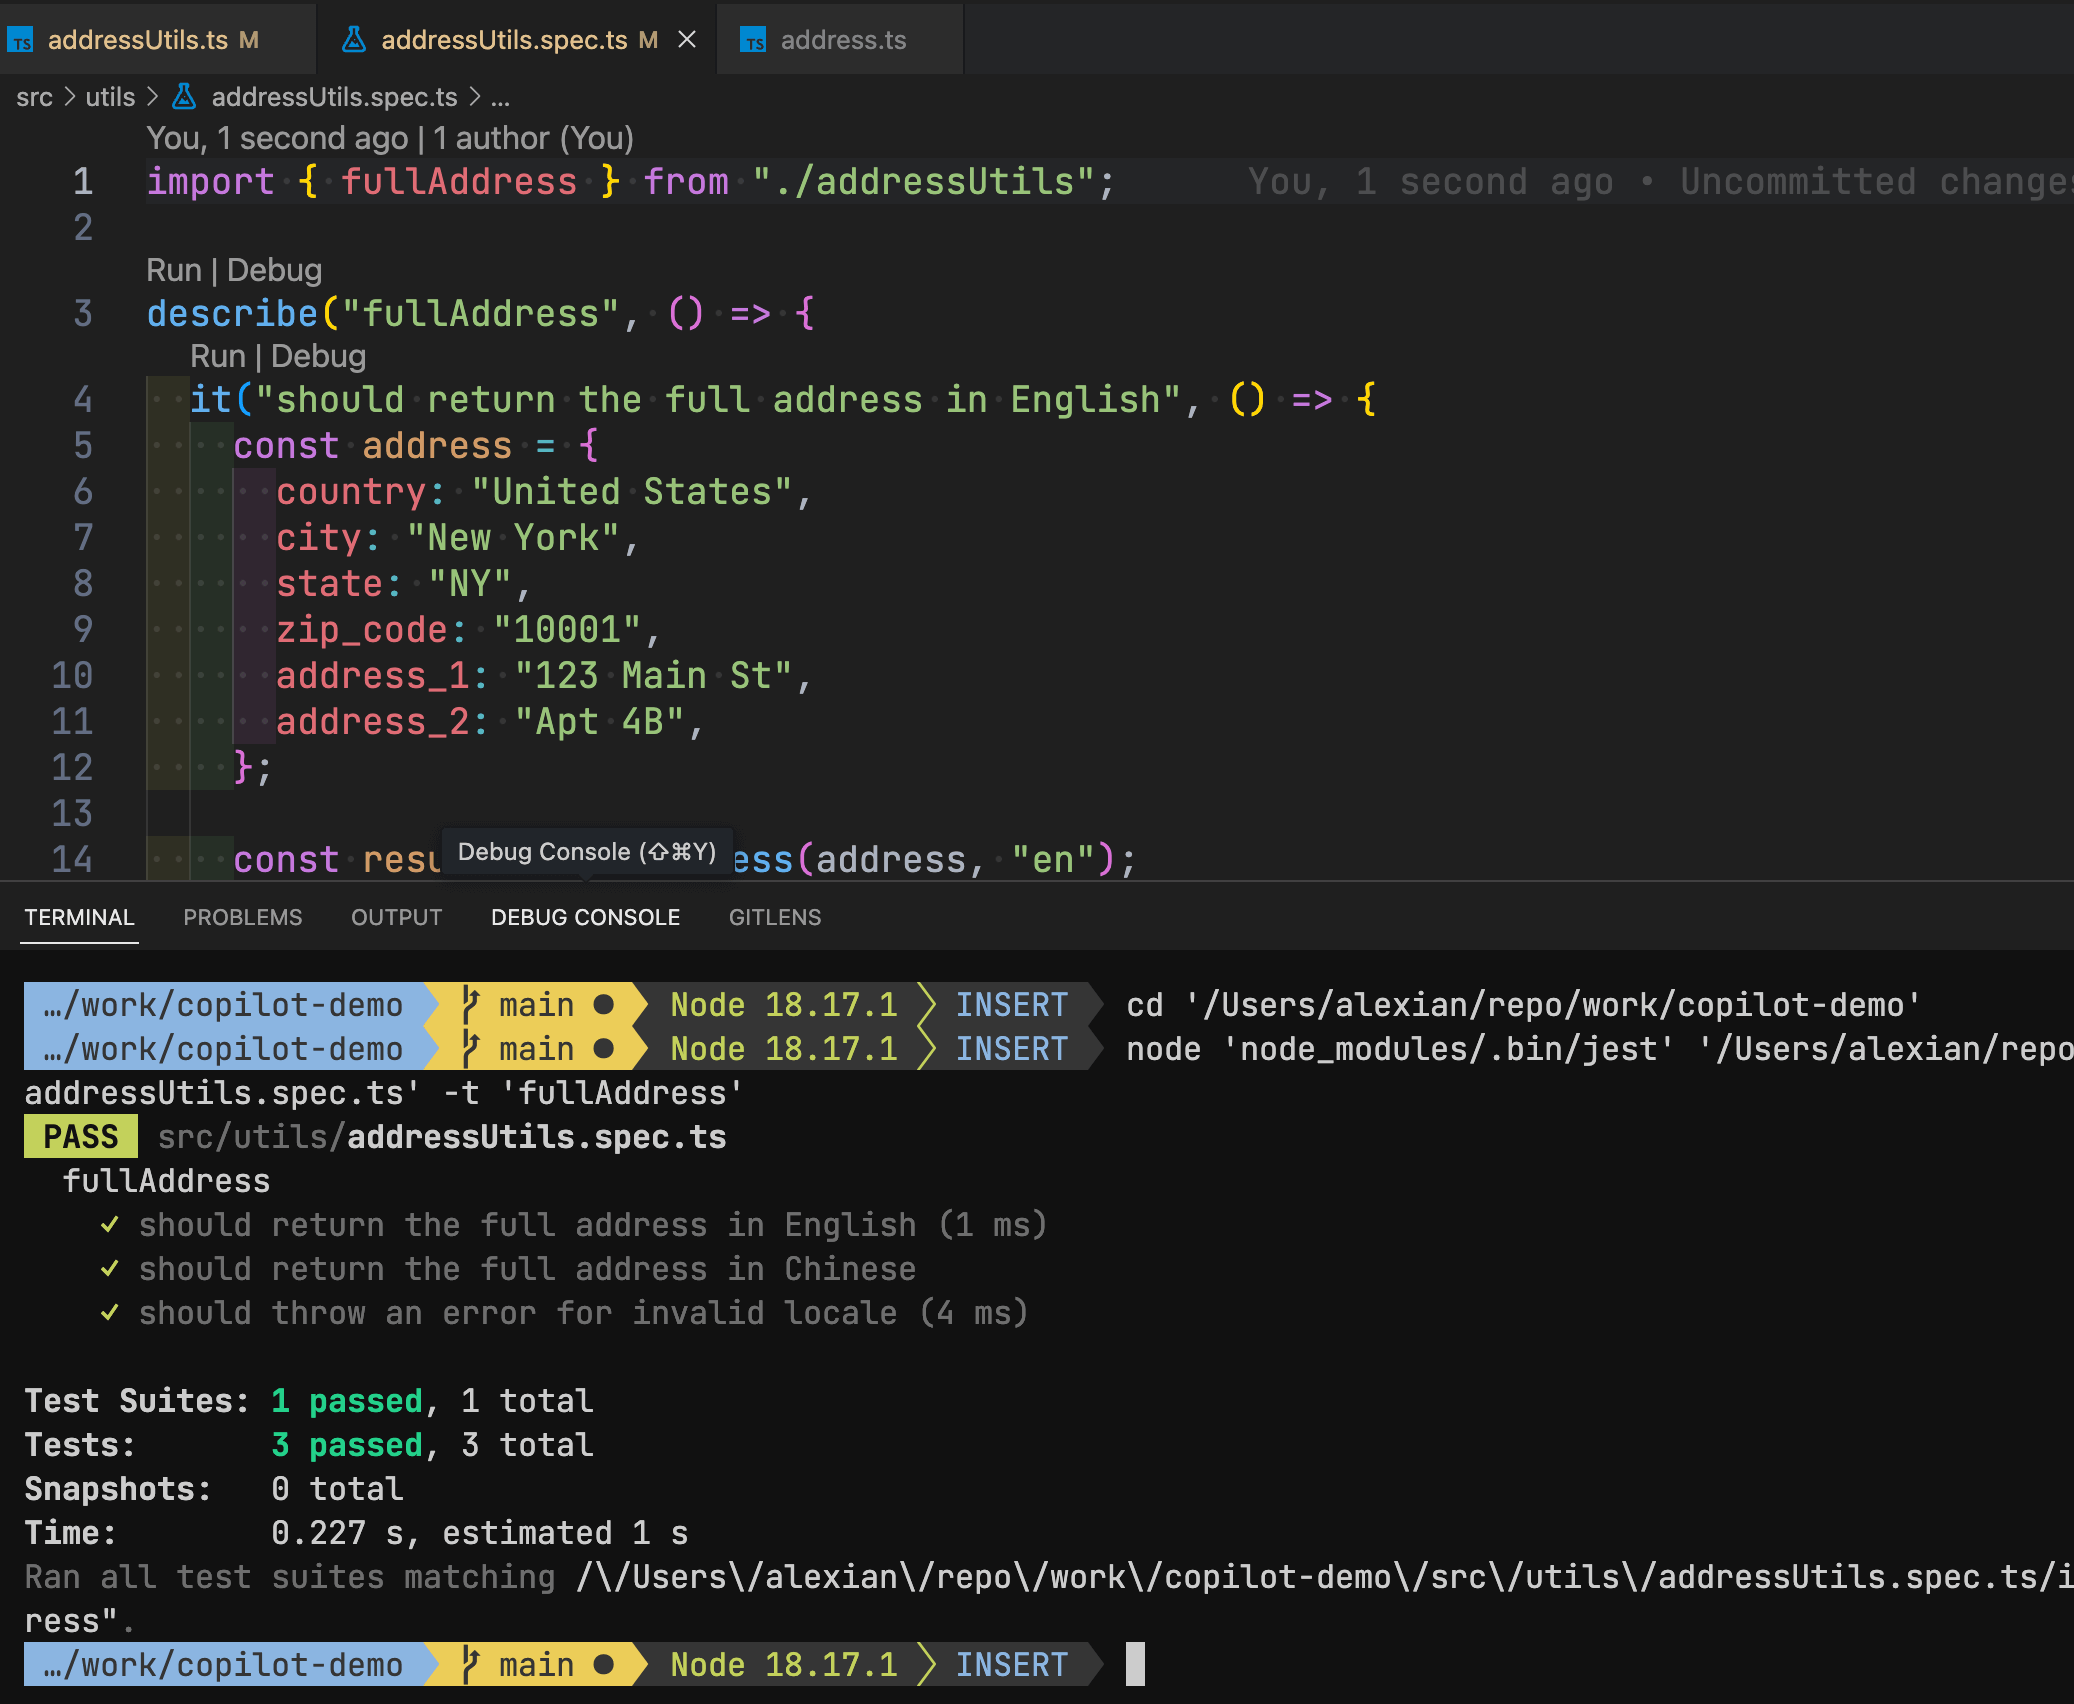 TS addressUtils.ts M
addressUtils.spec.ts M
TS address.ts
src > utils > addressUtils.spec.ts > ...
You, 1 second ago | 1 author (You)
1 import { fullAddress } from "./addressUtils"; You, 1 second ago • Uncommitted changes
2
Run | Debug
3 describe("fullAddress", () => {
Run | Debug
4 it("should return the full address in English", () => {
5 const address = {
6 country: "United States",
7 city: "New York",
8 state: "NY",
9 zip_code: "10001",
10 address_1: "123 Main St",
11 address_2: "Apt 4B",
12 };
13
14 const resu ess(address, "en");
Debug Console (⇧⌘Y)
TERMINAL PROBLEMS OUTPUT DEBUG CONSOLE GITLENS
…/work/copilot-demo main ● Node 18.17.1 INSERT cd '/Users/alexian/repo/work/copilot-demo'
…/work/copilot-demo main ● Node 18.17.1 INSERT node 'node_modules/.bin/jest' '/Users/alexian/repo
addressUtils.spec.ts' -t 'fullAddress'
PASS src/utils/addressUtils.spec.ts
fullAddress
✓ should return the full address in English (1 ms)
✓ should return the full address in Chinese
✓ should throw an error for invalid locale (4 ms)
Test Suites: 1 passed, 1 total
Tests: 3 passed, 3 total
Snapshots: 0 total
Time: 0.227 s, estimated 1 s
Ran all test suites matching /\/Users\/alexian\/repo\/work\/copilot-demo\/src\/utils\/addressUtils.spec.ts/i
ress".
…/work/copilot-demo main ● Node 18.17.1 INSERT